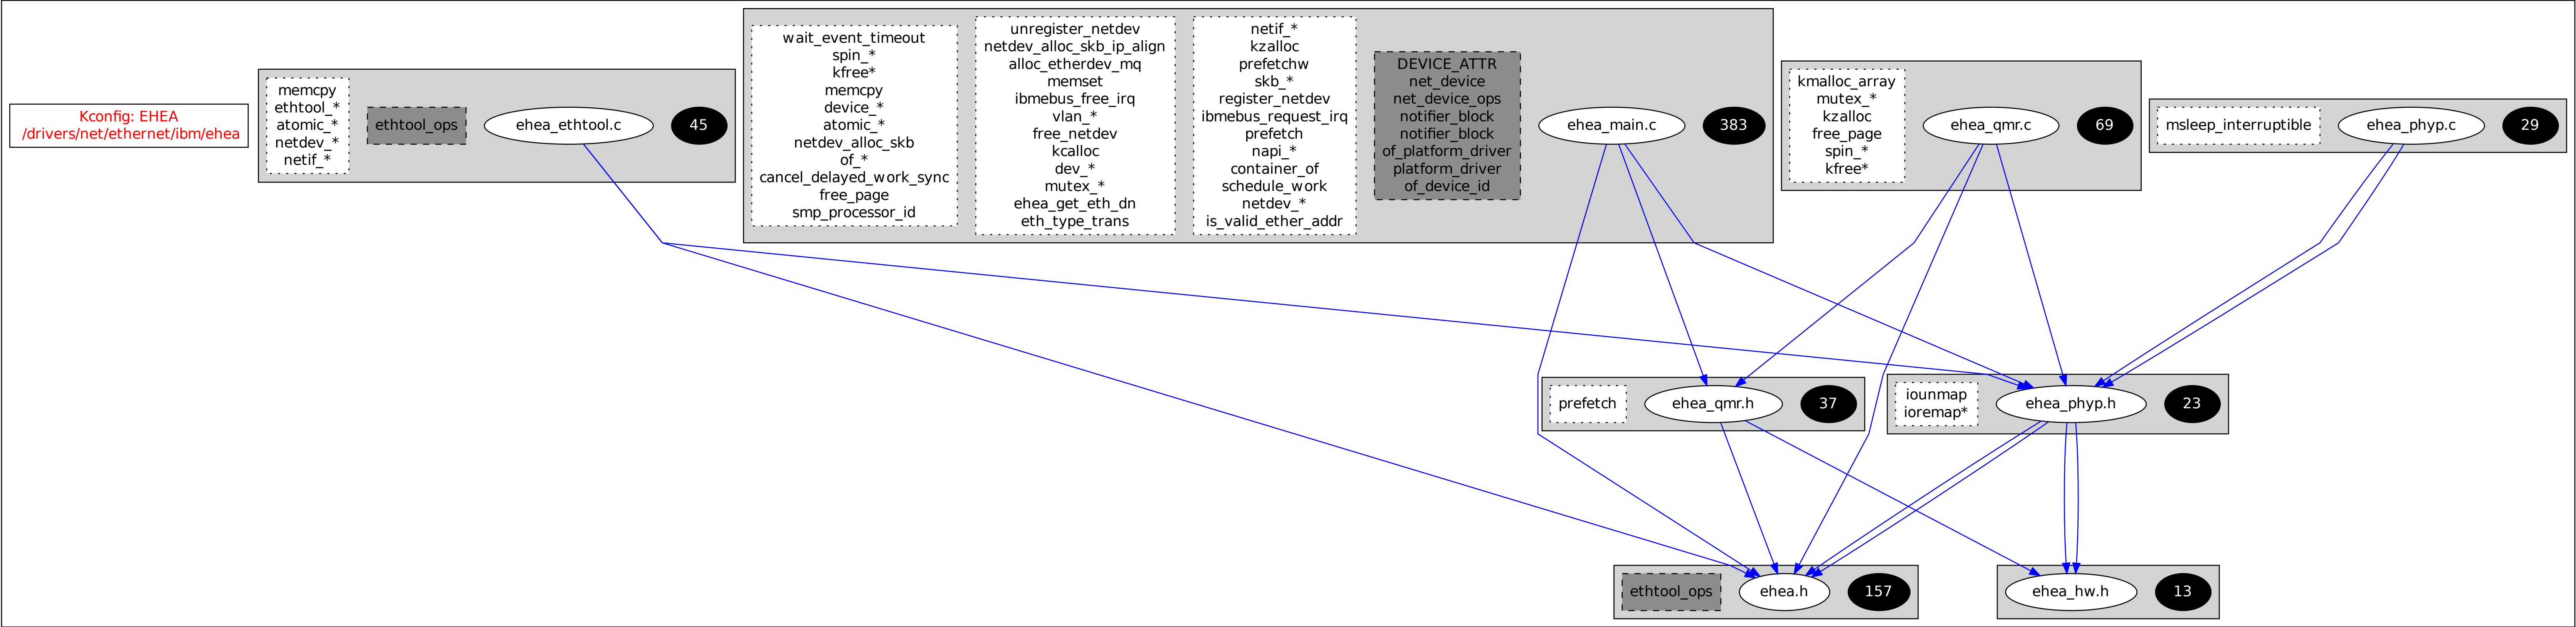 Kconfig: EHEA
/drivers/net/ethernet/ibm/ehea
memcpy
ethtool_*
atomic_*
netdev_*
netif_*
ethtool_ops
ehea_ethtool.c
45
wait_event_timeout
spin_*
kfree*
memcpy
device_*
atomic_*
netdev_alloc_skb
of_*
cancel_delayed_work_sync
free_page
smp_processor_id
unregister_netdev
netdev_alloc_skb_ip_align
alloc_etherdev_mq
memset
ibmebus_free_irq
vlan_*
free_netdev
kcalloc
dev_*
mutex_*
ehea_get_eth_dn
eth_type_trans
netif_*
kzalloc
prefetchw
skb_*
register_netdev
ibmebus_request_irq
prefetch
napi_*
container_of
schedule_work
netdev_*
is_valid_ether_addr
DEVICE_ATTR
net_device
net_device_ops
notifier_block
notifier_block
of_platform_driver
platform_driver
of_device_id
ehea_main.c
383
kmalloc_array
mutex_*
kzalloc
free_page
spin_*
kfree*
ehea_qmr.c
69
msleep_interruptible
ehea_phyp.c
29
prefetch
ehea_qmr.h
37
iounmap
ioremap*
ehea_phyp.h
23
ethtool_ops
ehea.h
157
ehea_hw.h
13